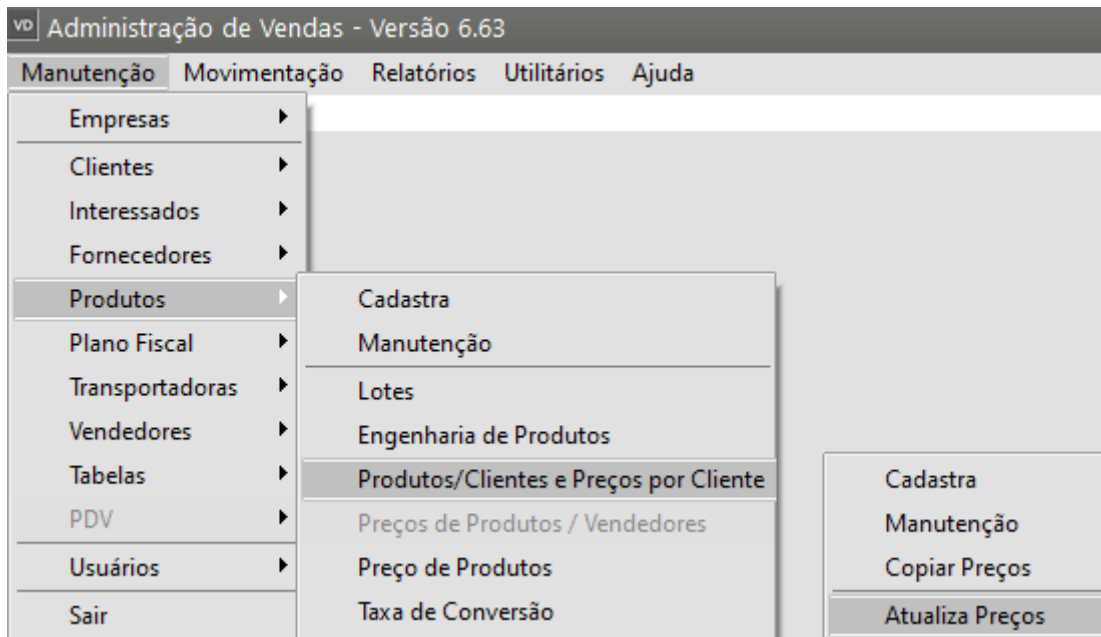 VD Administração de Vendas - Versão 6.63
Manutenção Movimentação Relatórios Utilitários Ajuda
Empresas
Clientes
Interessados
Fornecedores
Produtos
Plano Fiscal
Transportadoras
Vendedores
Tabelas
PDV
Usuários
Sair
Cadastra
Manutenção
Lotes
Engenharia de Produtos
Produtos/Clientes e Preços por Cliente
Preços de Produtos / Vendedores
Preço de Produtos
Taxa de Conversão
Cadastra
Manutenção
Copiar Preços
Atualiza Preços